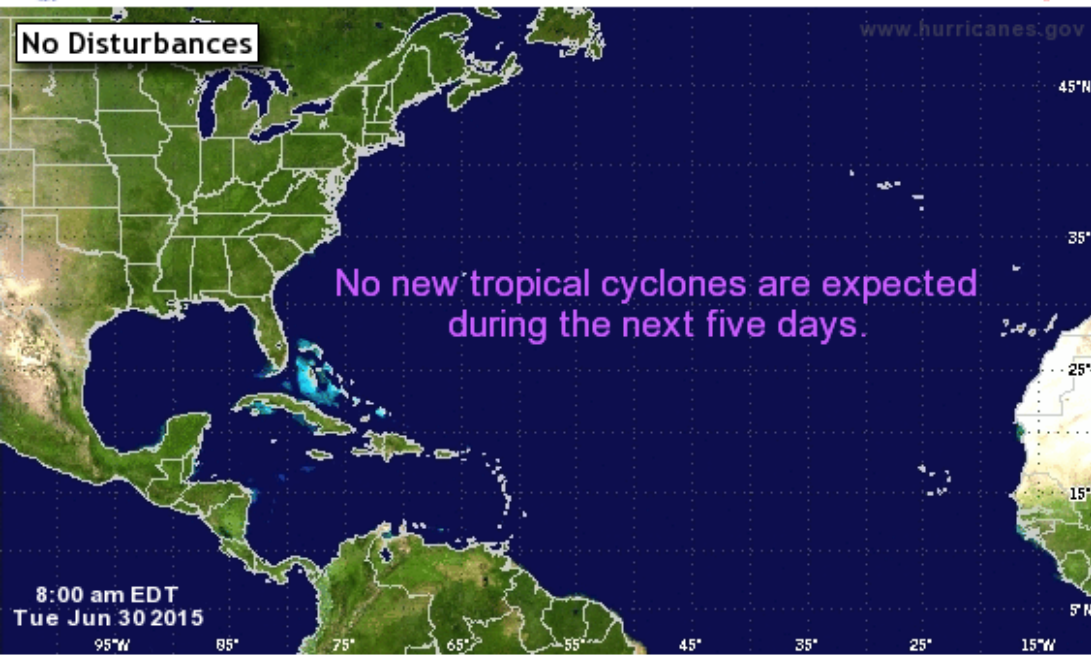 No Disturbances
www.hurricanes.gov
45°N
35°
No new tropical cyclones are expected
during the next five days.
25°
15°
8:00 am EDT
Tue Jun 30 2015
5°N
95°W 85° 75° 65° 55° 45° 35° 25° 15°W